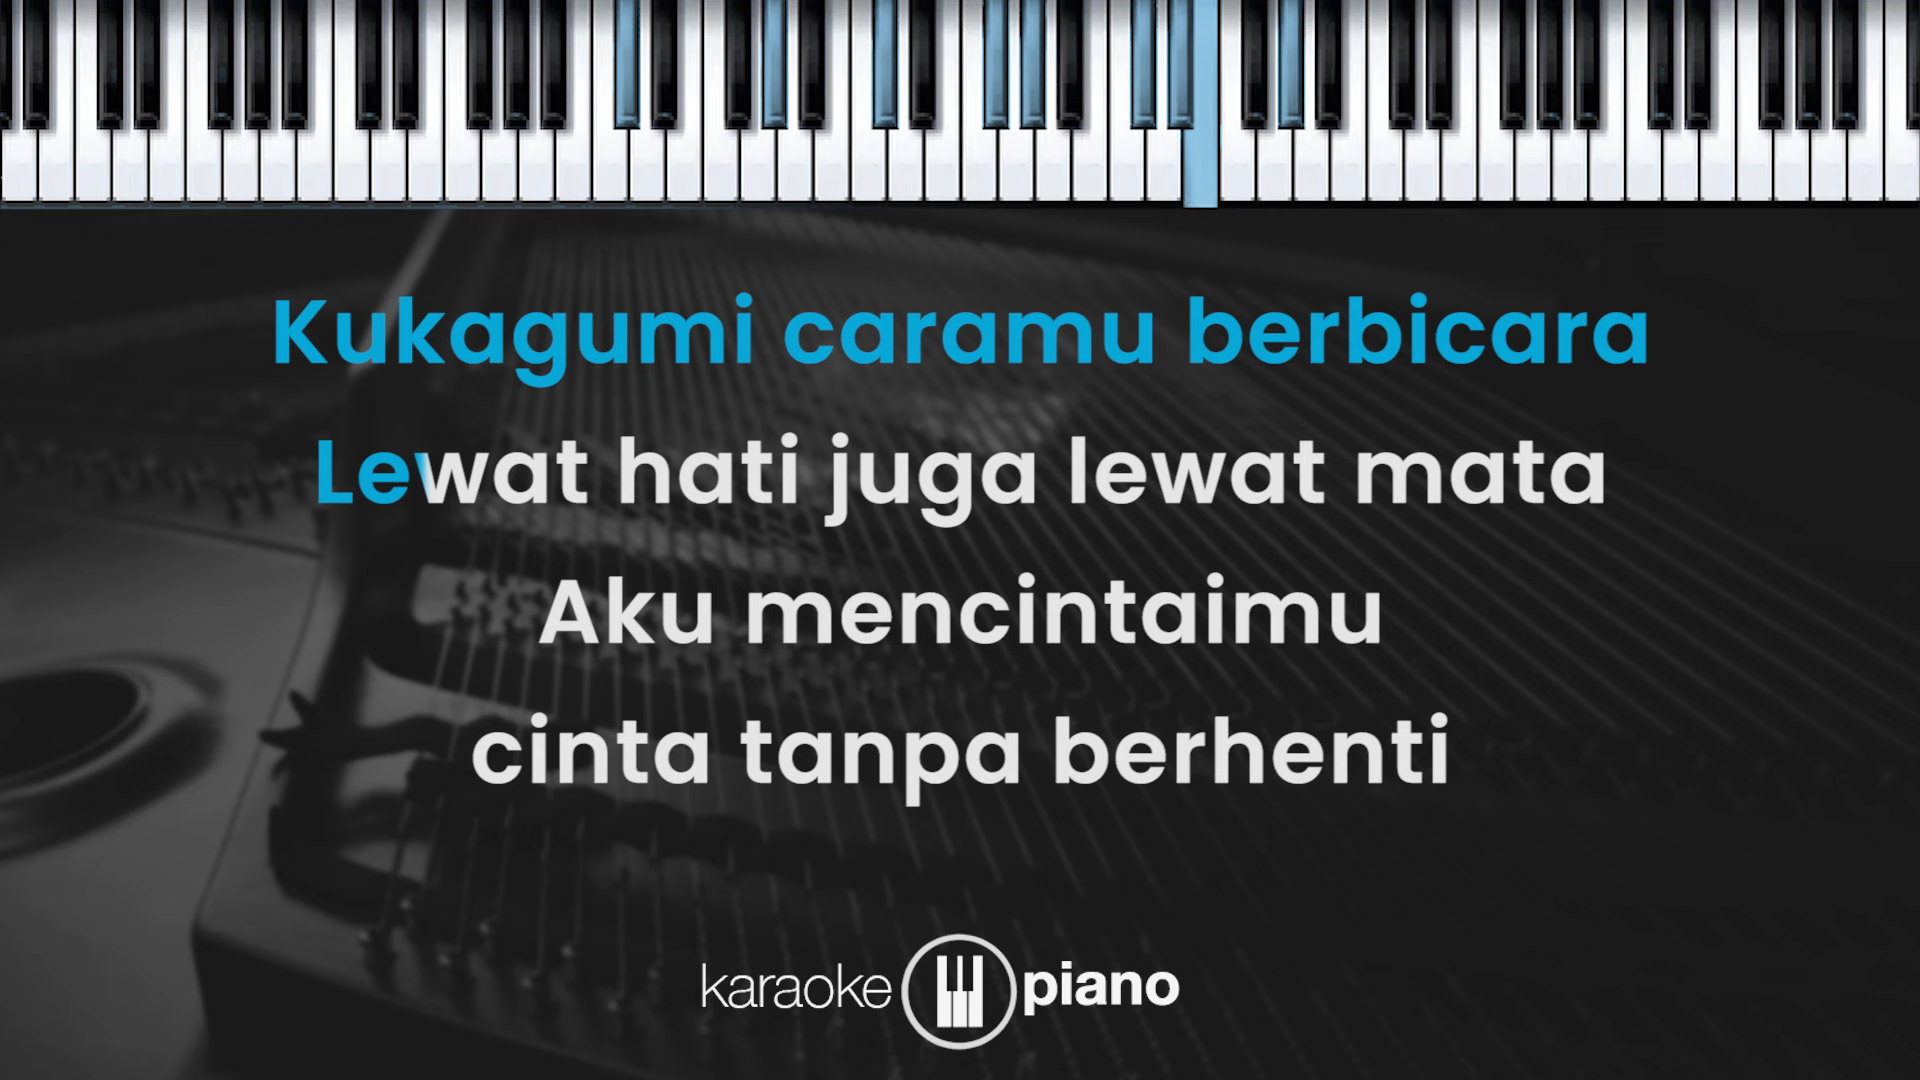 Kukagumi caramu berbicara
Lewat hati juga lewat mata
Aku mencintaimu
cinta tanpa berhenti
karaoke piano